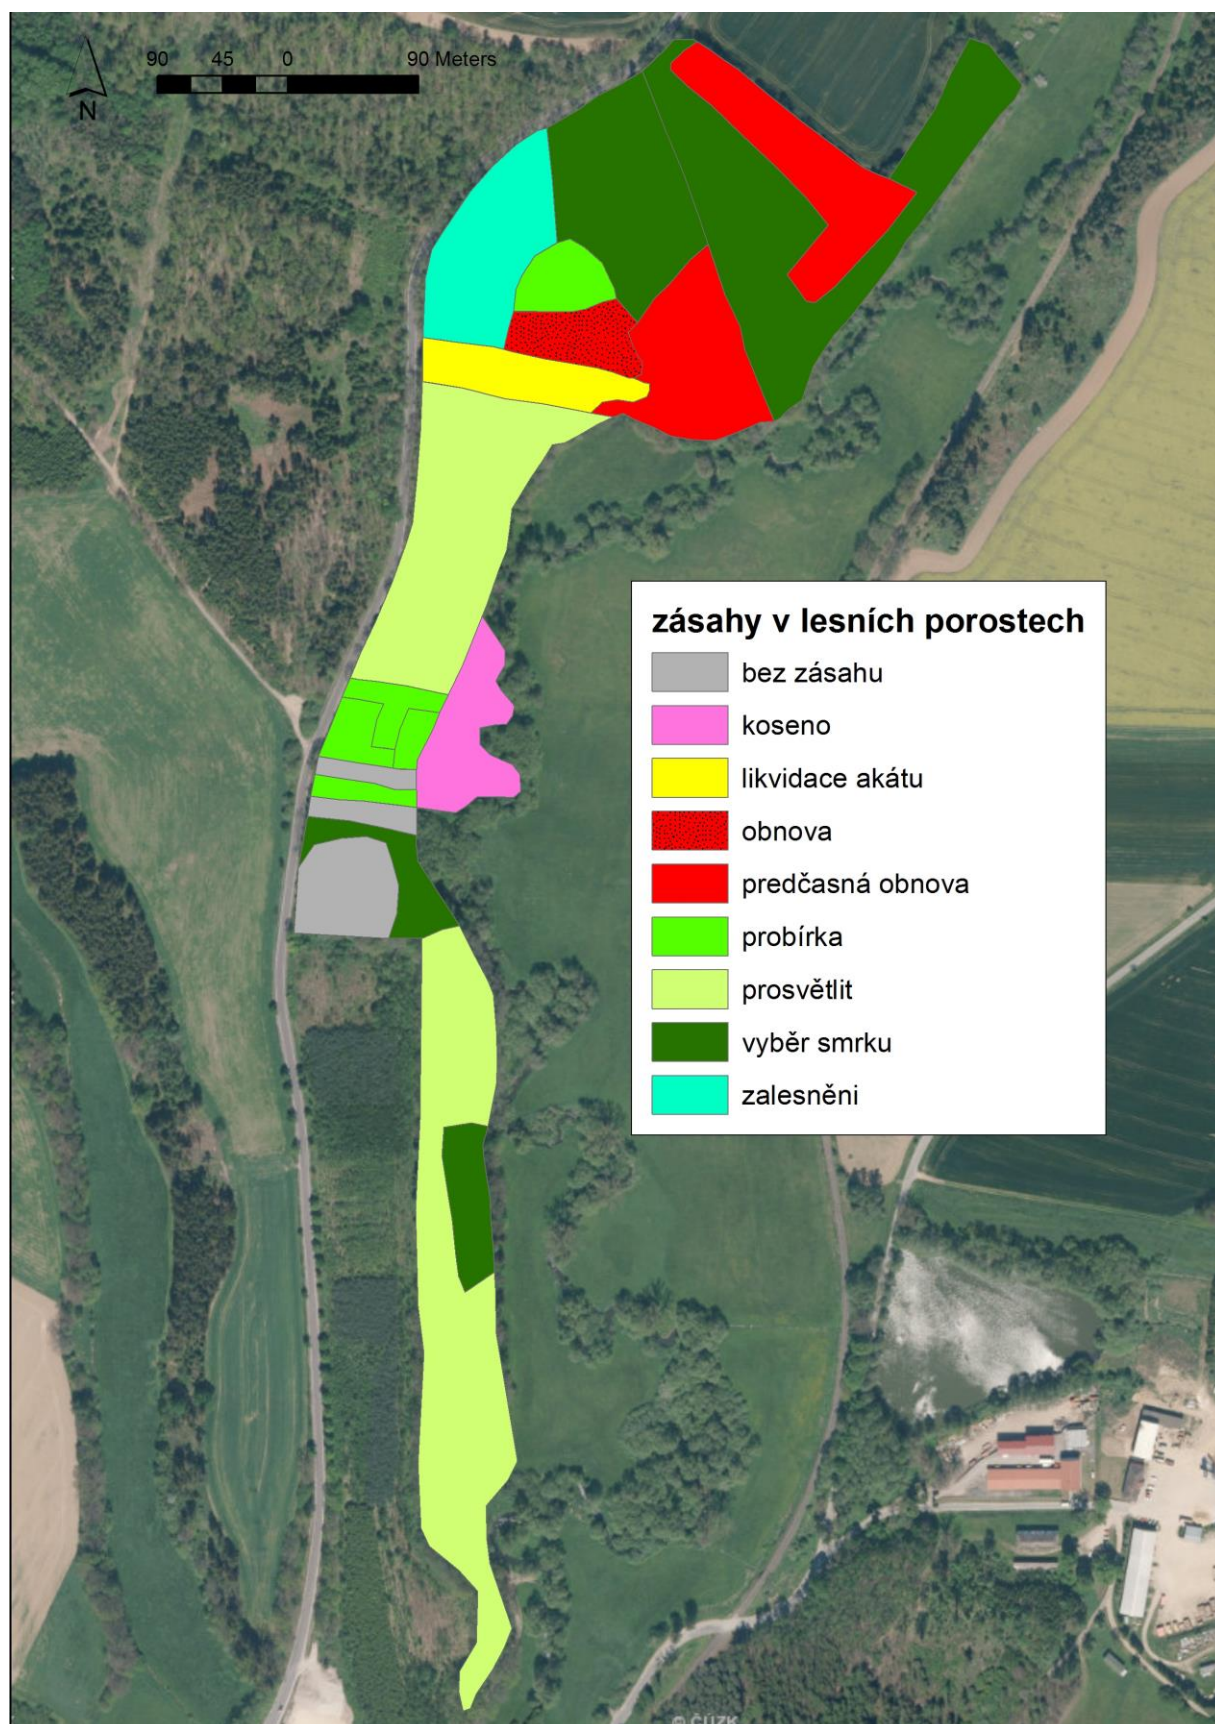 90 45 0 90 Meters
N
zásahy v lesních porostech
bez zásahu
koseno
likvidace akátu
obnova
predčasná obnova
probírka
prosvětlit
vyběr smrku
zalesněni
© ČÚZK